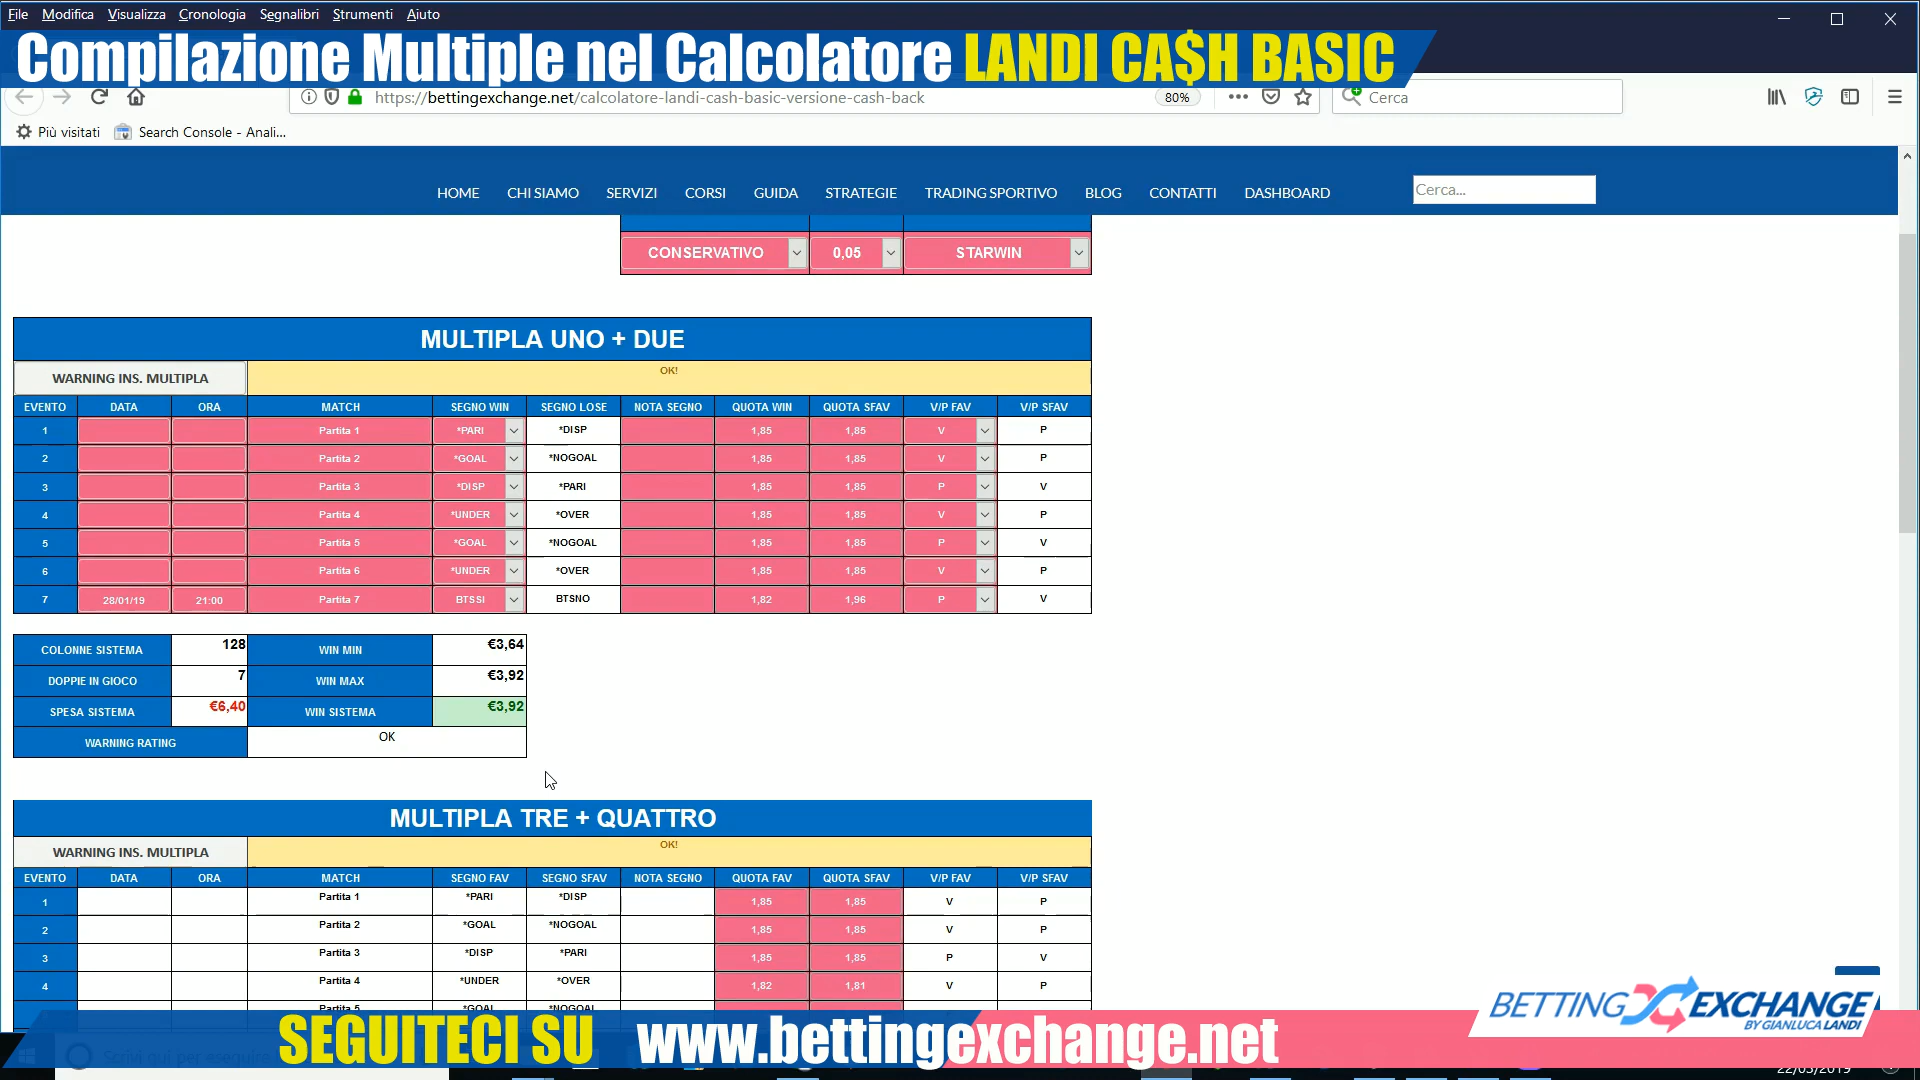 File Modifica Visualizza Cronologia Segnalibri Strumenti Aiuto
Compilazione Multiple nel Calcolatore LANDI CA$H BASIC
https://bettingexchange.net/calcolatore-landi-cash-basic-versione-cash-back 80% Cerca
Più visitati Search Console - Anali...
HOME CHI SIAMO SERVIZI CORSI GUIDA STRATEGIE TRADING SPORTIVO BLOG CONTATTI DASHBOARD Cerca...
CONSERVATIVO 0,05 STARWIN
MULTIPLA UNO + DUE
WARNING INS. MULTIPLA OK!
EVENTO DATA ORA MATCH SEGNO WIN SEGNO LOSE NOTA SEGNO QUOTA WIN QUOTA SFAV V/P FAV V/P SFAV
1 Partita 1 *PARI *DISP 1,85 1,85 V P
2 Partita 2 *GOAL *NOGOAL 1,85 1,85 V P
3 Partita 3 *DISP *PARI 1,85 1,85 P V
4 Partita 4 *UNDER *OVER 1,85 1,85 V P
5 Partita 5 *GOAL *NOGOAL 1,85 1,85 P V
6 Partita 6 *UNDER *OVER 1,85 1,85 V P
7 28/01/19 21:00 Partita 7 BTSSI BTSNO 1,82 1,96 P V
COLONNE SISTEMA 128 WIN MIN €3,64
DOPPIE IN GIOCO 7 WIN MAX €3,92
SPESA SISTEMA €6,40 WIN SISTEMA €3,92
WARNING RATING OK
MULTIPLA TRE + QUATTRO
WARNING INS. MULTIPLA OK!
EVENTO DATA ORA MATCH SEGNO FAV SEGNO SFAV NOTA SEGNO QUOTA FAV QUOTA SFAV V/P FAV V/P SFAV
1 Partita 1 *PARI *DISP 1,85 1,85 V P
2 Partita 2 *GOAL *NOGOAL 1,85 1,85 V P
3 Partita 3 *DISP *PARI 1,85 1,85 P V
4 Partita 4 *UNDER *OVER 1,82 1,81 V P
Partita 5 *GOAL *NOGOAL
BETTING EXCHANGE
BY GIANLUCA LANDI
SEGUITECI SU www.bettingexchange.net
Scrivi qui per eseguire
22/03/2019